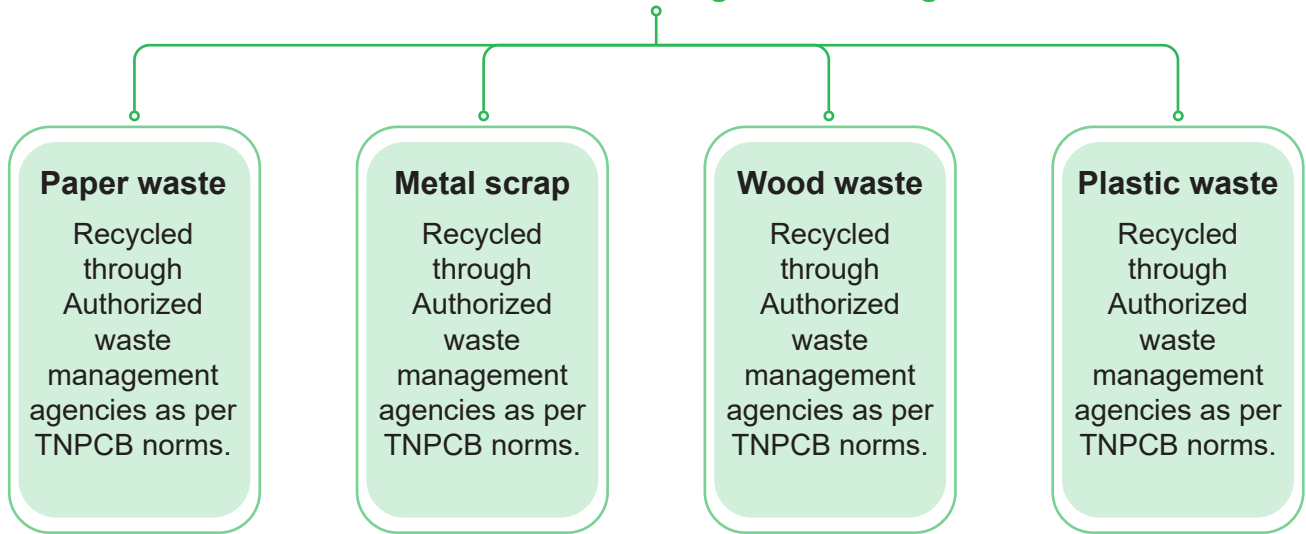 Paper waste
Recycled
through
Authorized
waste
management
agencies as per
TNPCB norms.
Metal scrap
Recycled
through
Authorized
waste
management
agencies as per
TNPCB norms.
Wood waste
Recycled
through
Authorized
waste
management
agencies as per
TNPCB norms.
Plastic waste
Recycled
through
Authorized
waste
management
agencies as per
TNPCB norms.